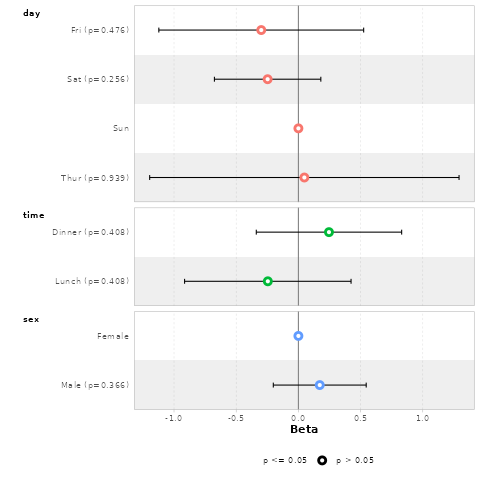 day
Fri (p=0.476)
Sat (p=0.256)
Sun
Thur (p=0.939)
time
Dinner (p=0.408)
Lunch (p=0.408)
sex
Female
Male (p=0.366)
-1.0 -0.5 0.0 0.5 1.0
Beta
p <= 0.05 p > 0.05